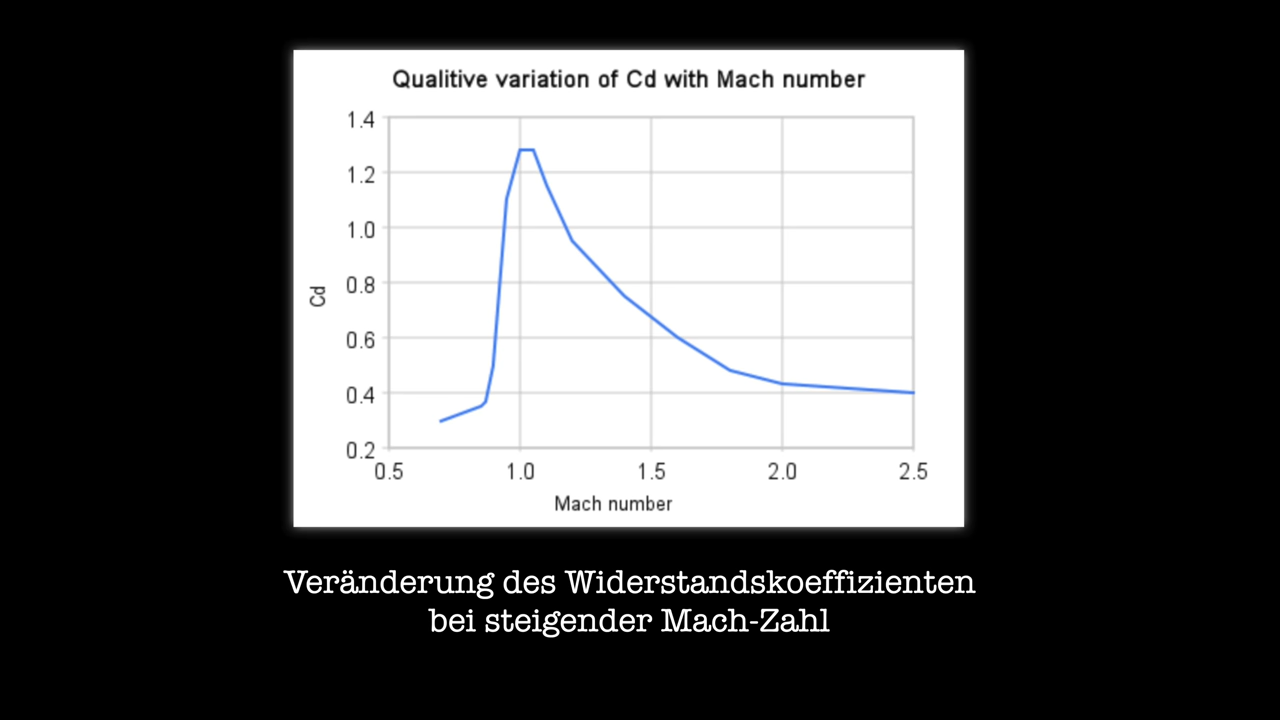 Qualitive variation of Cd with Mach number
1.4
1.2
1.0
0.8
Cd
0.6
0.4
0.2
0.5 1.0 1.5 2.0 2.5
Mach number
Veränderung des Widerstandskoeffizienten
bei steigender Mach-Zahl